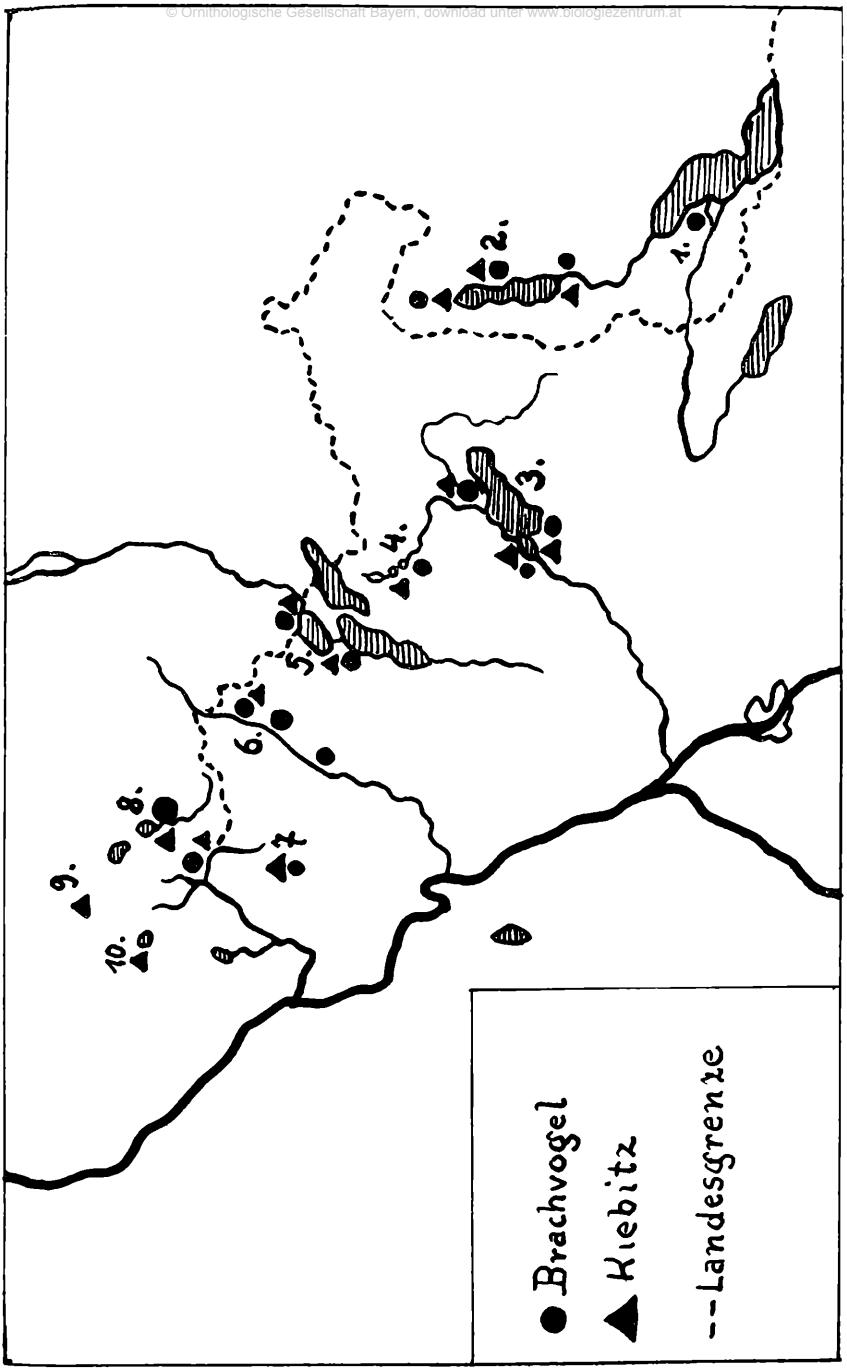 © Ornithologische Gesellschaft Bayern, download unter www.biologiezentrum.at
1.
2.
3.
4.
5.
6.
7
8.
9.
10.
Brachvogel
Kiebitz
--Landesgrenze